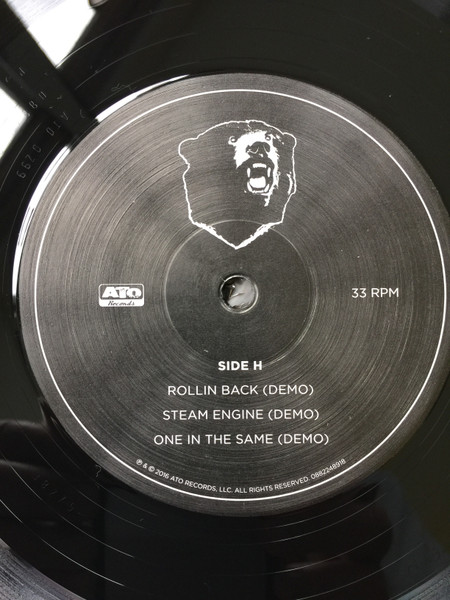 ATO
Records
33 RPM
SIDE H
ROLLIN BACK (DEMO)
STEAM ENGINE (DEMO)
ONE IN THE SAME (DEMO)
℗ & © 2016 ATO RECORDS, LLC. ALL RIGHTS RESERVED. 0882248918